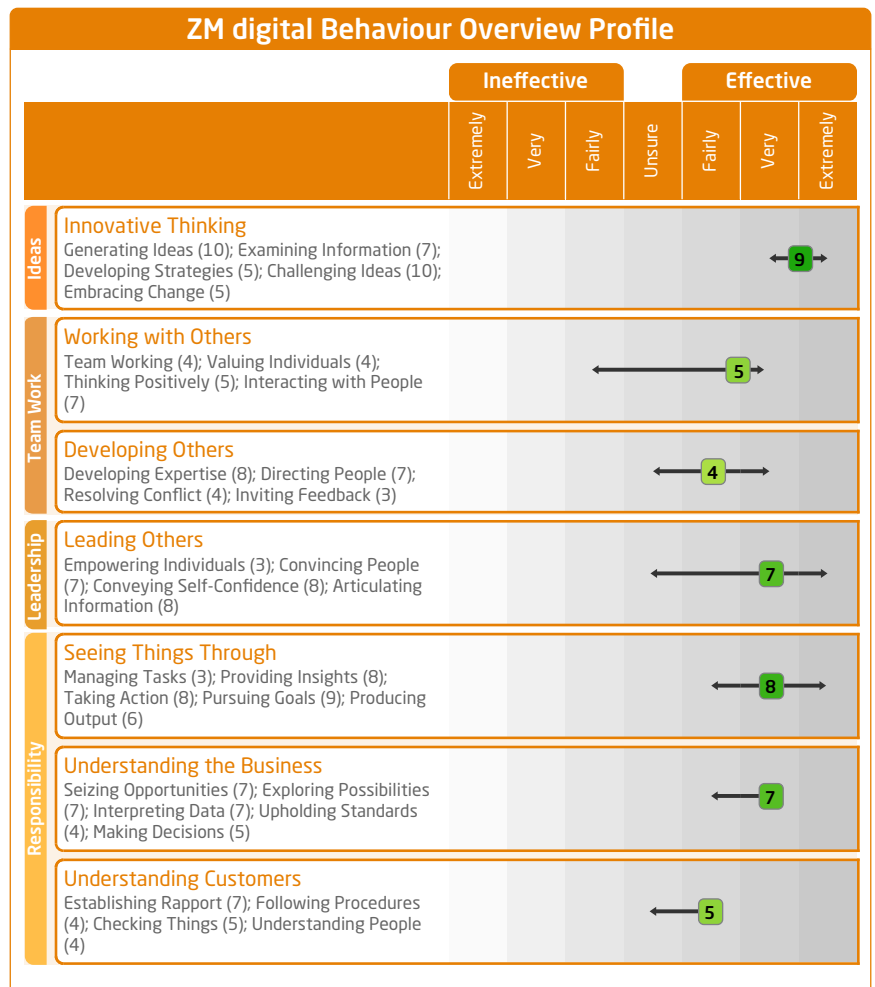 ZM digital Behaviour Overview Profile
Ineffective
Effective
Extremely
Very
Fairly
Unsure
Fairly
Very
Extremely
Ideas
Innovative Thinking
Generating Ideas (10); Examining Information (7);
Developing Strategies (5); Challenging Ideas (10);
Embracing Change (5)
9
Team Work
Working with Others
Team Working (4); Valuing Individuals (4);
Thinking Positively (5); Interacting with People
(7)
5
Developing Others
Developing Expertise (8); Directing People (7);
Resolving Conflict (4); Inviting Feedback (3)
4
Leadership
Leading Others
Empowering Individuals (3); Convincing People
(7); Conveying Self-Confidence (8); Articulating
Information (8)
7
Responsibility
Seeing Things Through
Managing Tasks (3); Providing Insights (8);
Taking Action (8); Pursuing Goals (9); Producing
Output (6)
8
Understanding the Business
Seizing Opportunities (7); Exploring Possibilities
(7); Interpreting Data (7); Upholding Standards
(4); Making Decisions (5)
7
Understanding Customers
Establishing Rapport (7); Following Procedures
(4); Checking Things (5); Understanding People
(4)
5